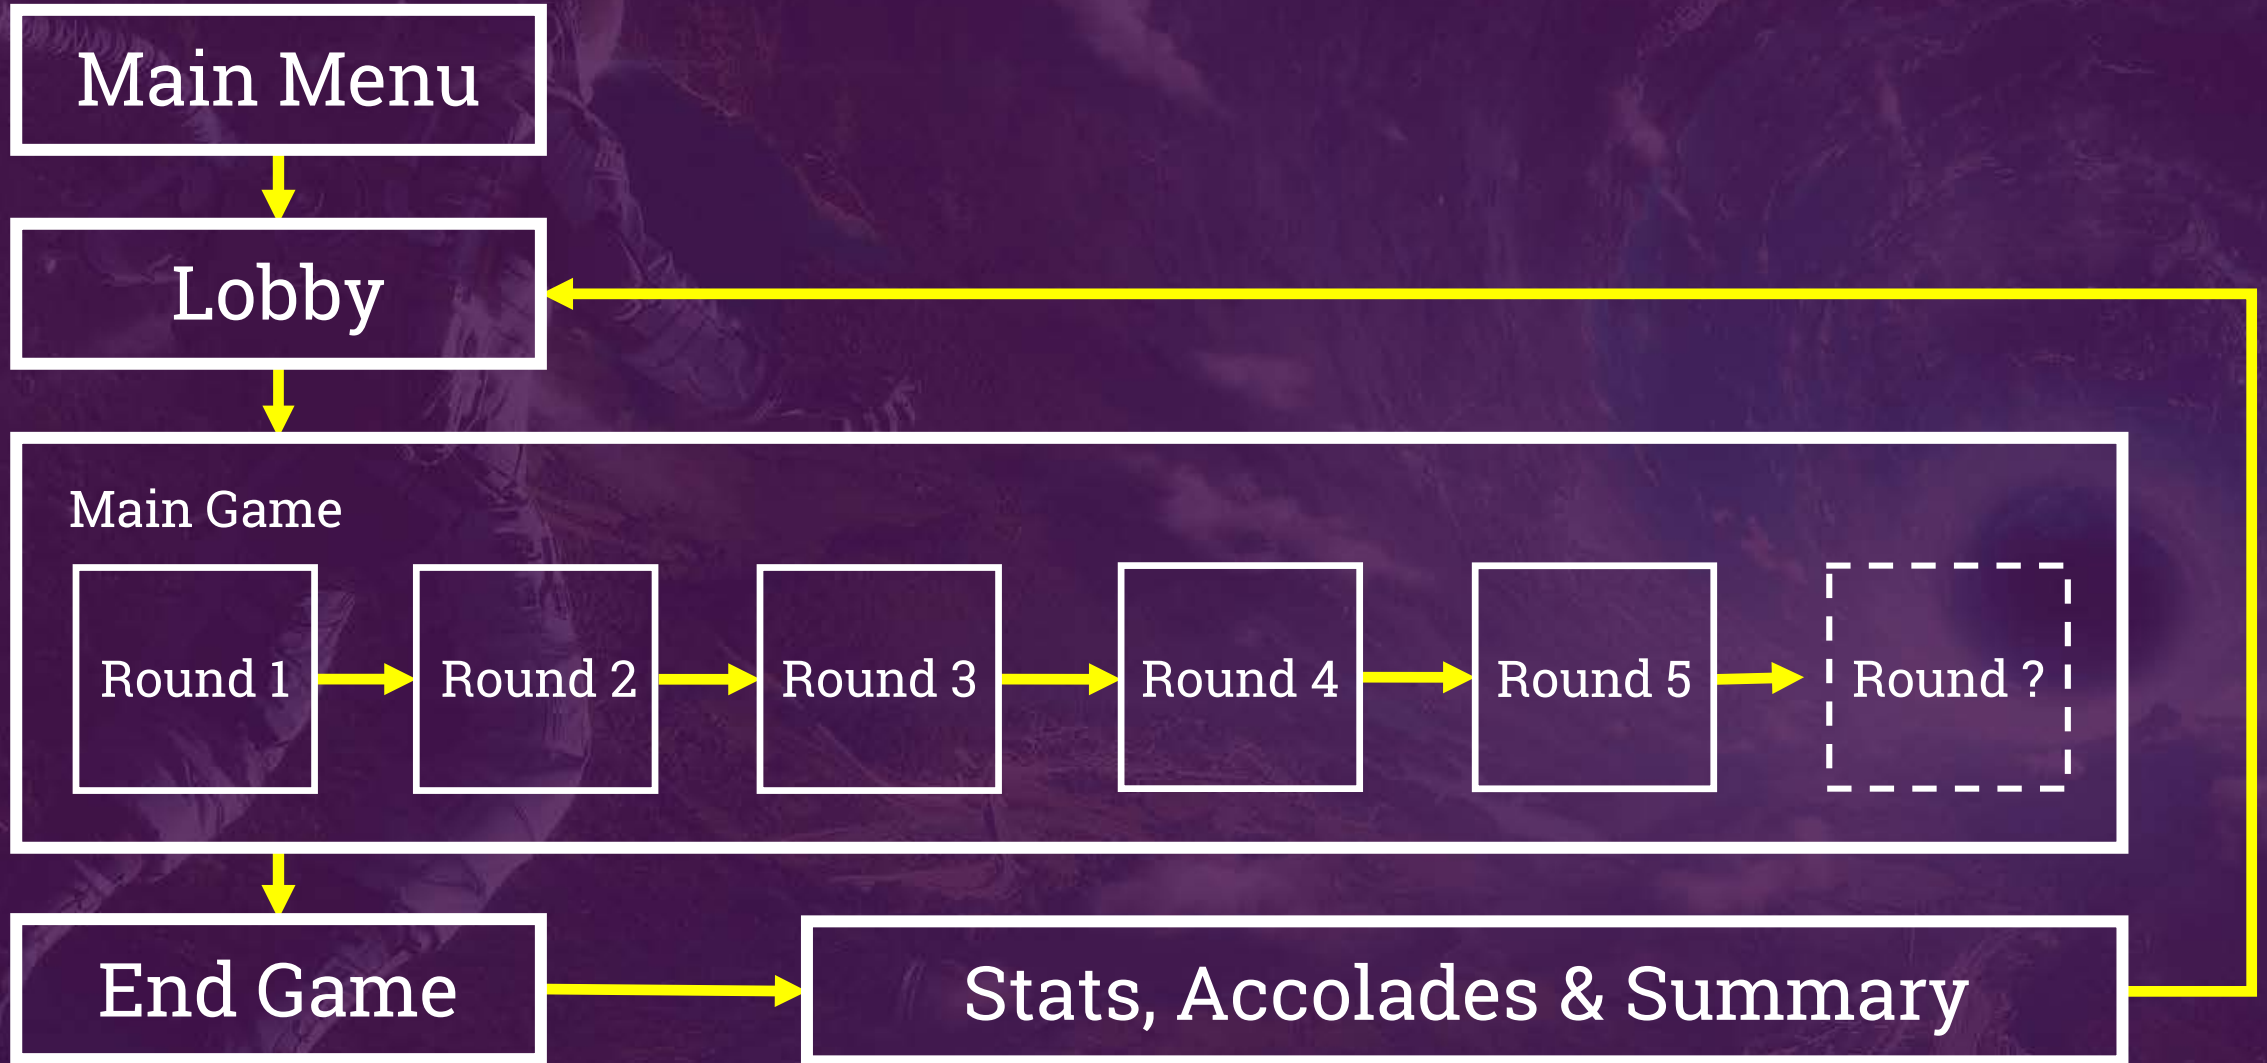 Main Menu
Lobby
Main Game
Round 1
Round 2
Round 3
Round 4
Round 5
Round ?
End Game
Stats, Accolades & Summary